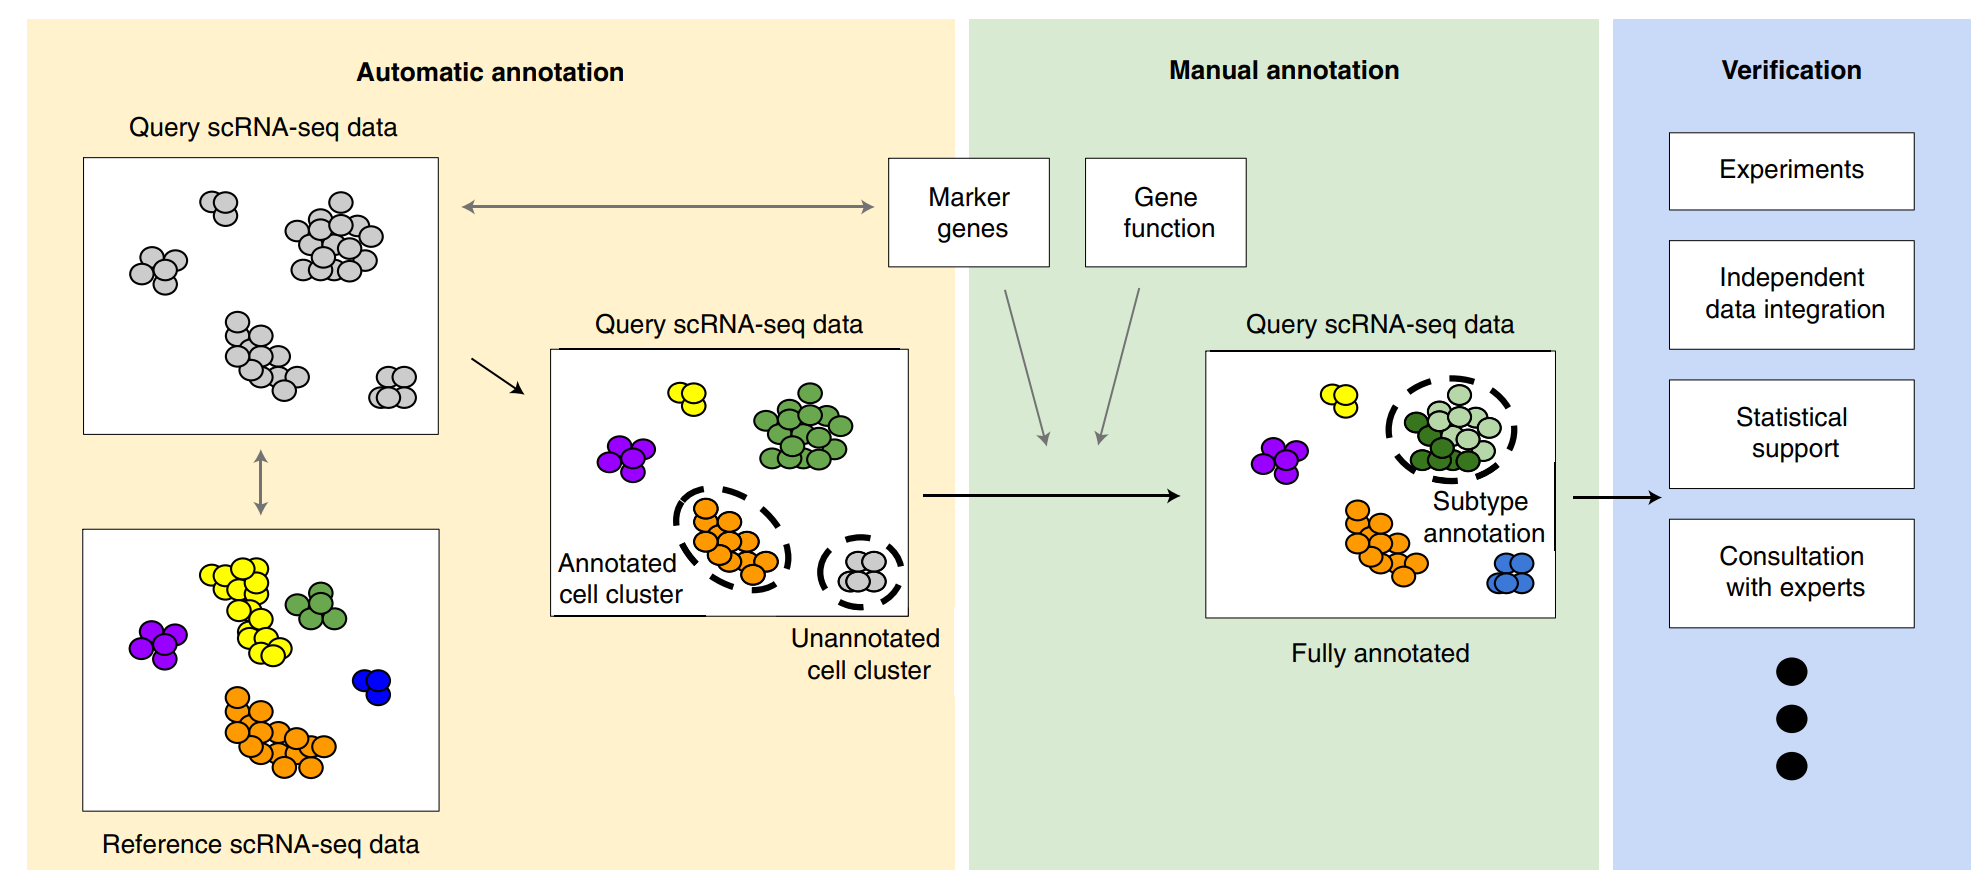 Automatic annotation
Query scRNA-seq data
Reference scRNA-seq data
Query scRNA-seq data
Annotated
cell cluster
Unannotated
cell cluster
Manual annotation
Marker
genes
Gene
function
Query scRNA-seq data
Subtype
annotation
Fully annotated
Verification
Experiments
Independent
data integration
Statistical
support
Consultation
with experts